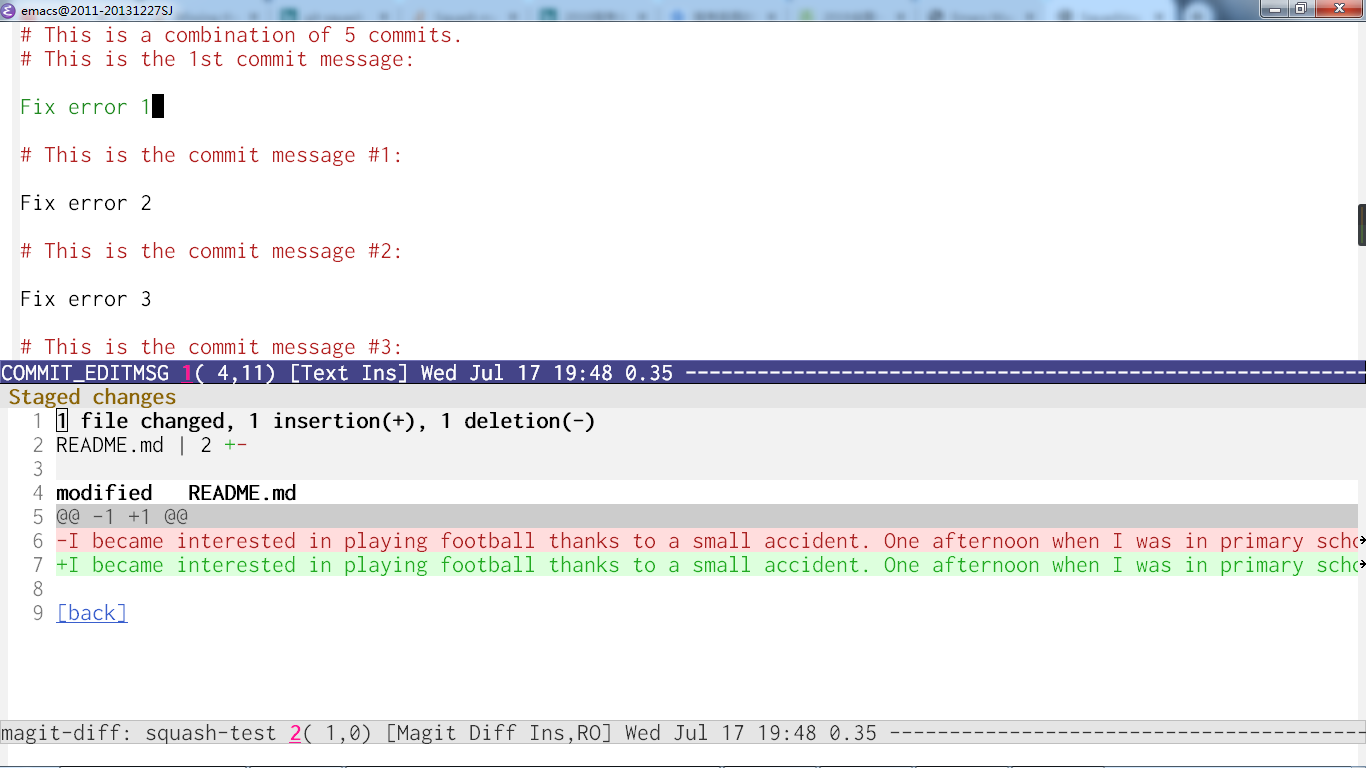 emacs@2011-20131227SJ
# This is a combination of 5 commits.
# This is the 1st commit message:
Fix error 1
# This is the commit message #1:
Fix error 2
# This is the commit message #2:
Fix error 3
# This is the commit message #3:
COMMIT_EDITMSG 1( 4,11) [Text Ins] Wed Jul 17 19:48 0.35 ----------------------------------------------------------
Staged changes
1 1 file changed, 1 insertion(+), 1 deletion(-)
2 README.md | 2 +-
3
4 modified   README.md
5 @@ -1 +1 @@
6 -I became interested in playing football thanks to a small accident. One afternoon when I was in primary scho
7 +I became interested in playing football thanks to a small accident. One afternoon when I was in primary scho
8
9 [back]
magit-diff: squash-test 2( 1,0) [Magit Diff Ins,RO] Wed Jul 17 19:48 0.35 ----------------------------------------